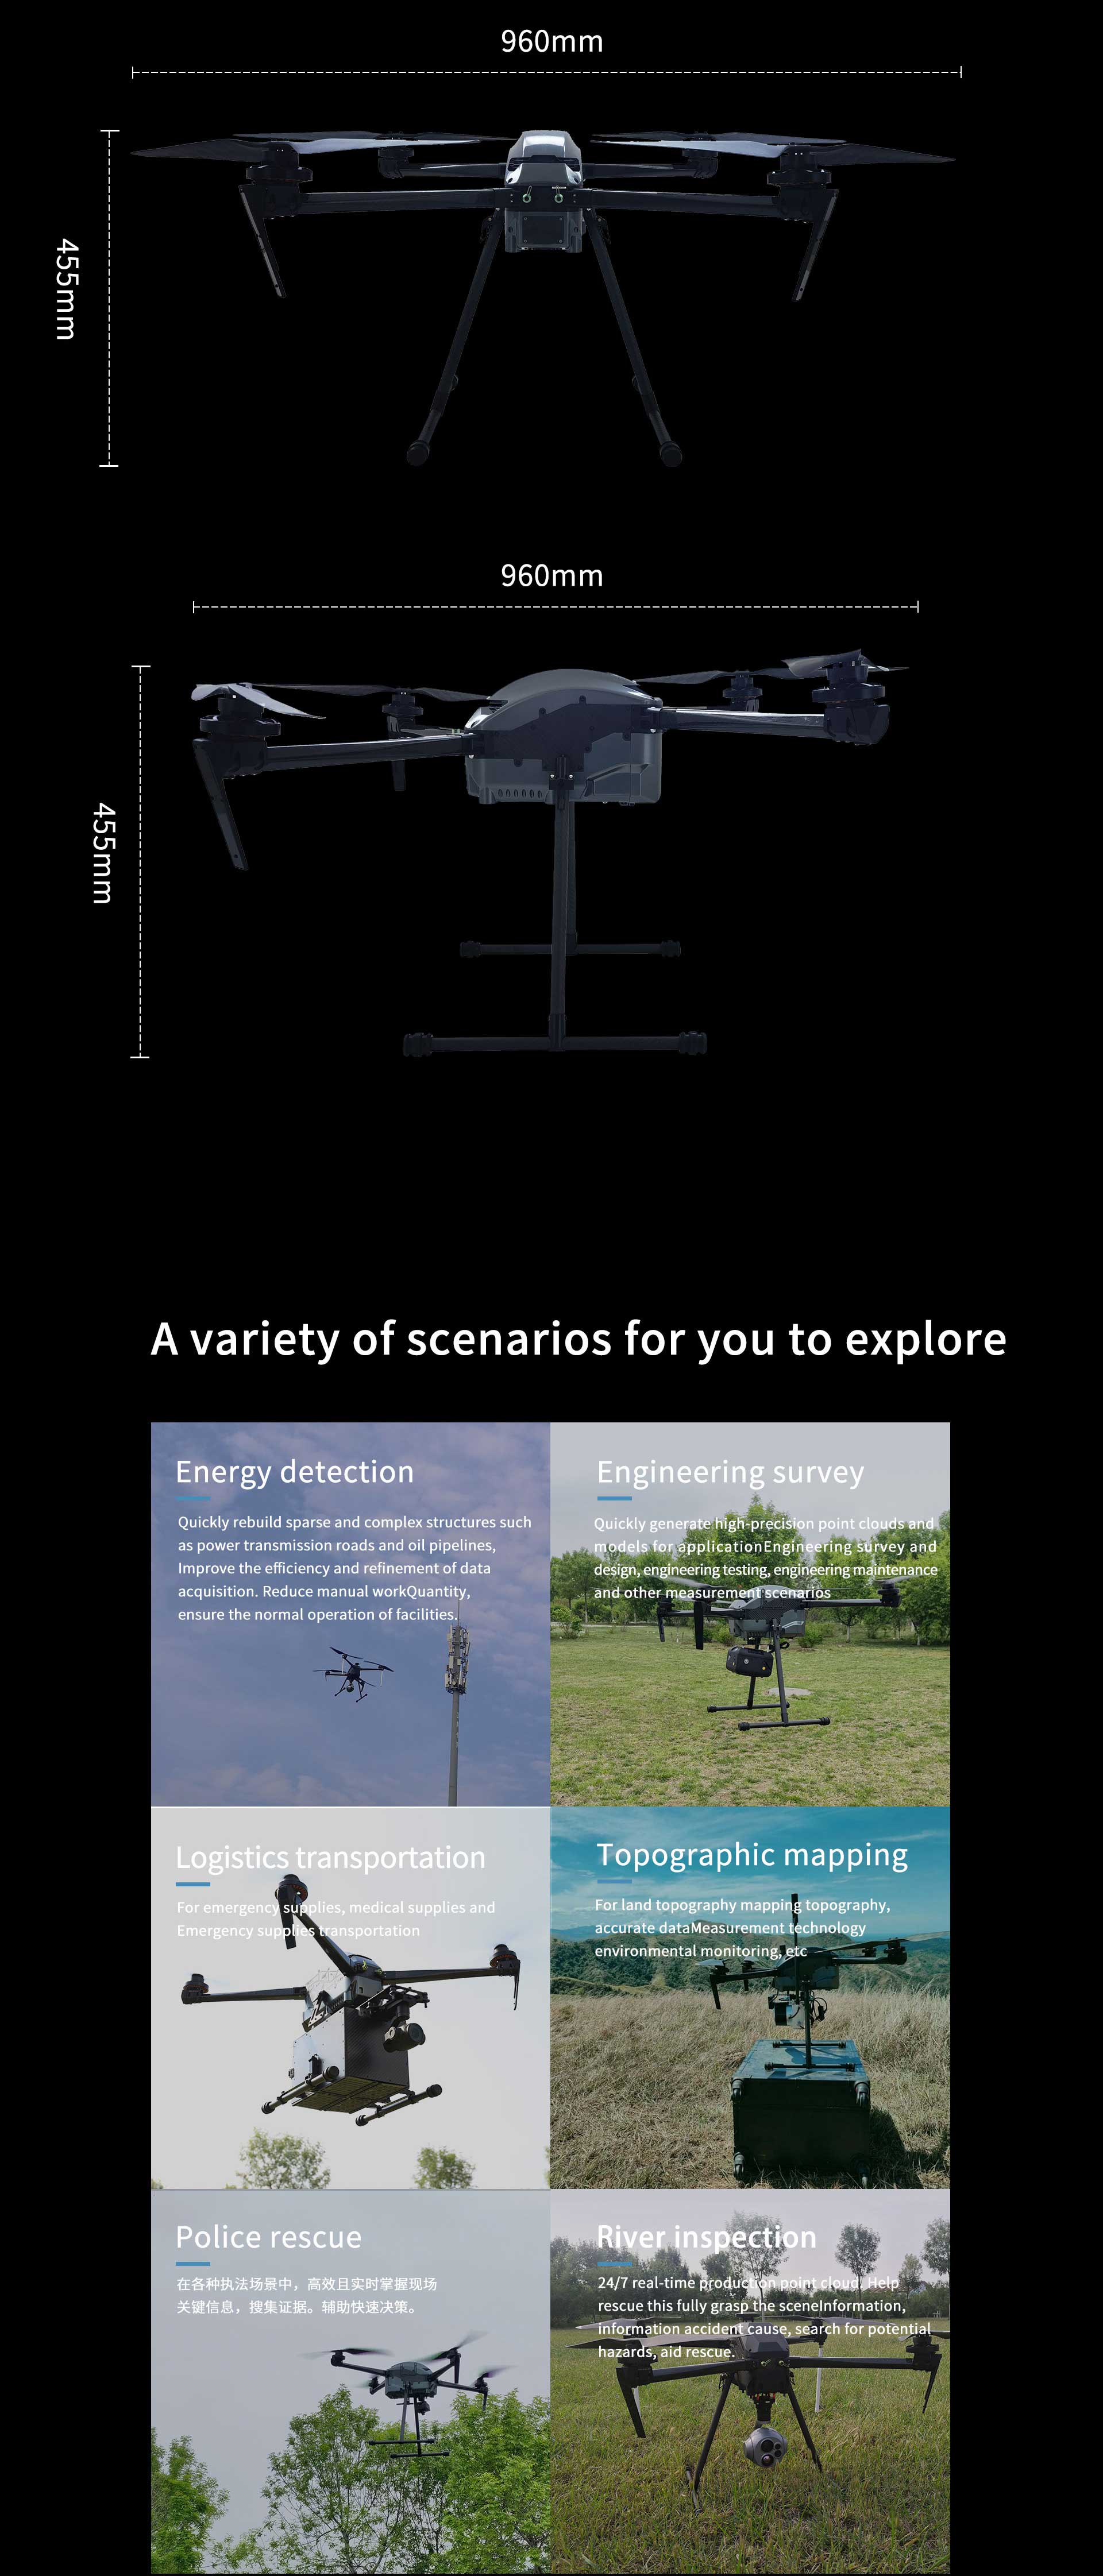 960mm
455mm
960mm
455mm
A variety of scenarios for you to explore
Energy detection
Quickly rebuild sparse and complex structures such
as power transmission roads and oil pipelines,
Improve the efficiency and refinement of data
acquisition. Reduce manual workQuantity,
ensure the normal operation of facilities.
Engineering survey
Quickly generate high-precision point clouds and
models for applicationEngineering survey and
design, engineering testing, engineering maintenance
and other measurement scenarios
Logistics transportation
For emergency supplies, medical supplies and
Emergency supplies transportation
Topographic mapping
For land topography mapping topography,
accurate dataMeasurement technology
environmental monitoring, etc
Police rescue
在各种执法场景中，高效且实时掌握现场
关键信息，搜集证据。辅助快速决策。
River inspection
24/7 real-time production point cloud. Help
rescue this fully grasp the sceneInformation,
information accident cause, search for potential
hazards, aid rescue.